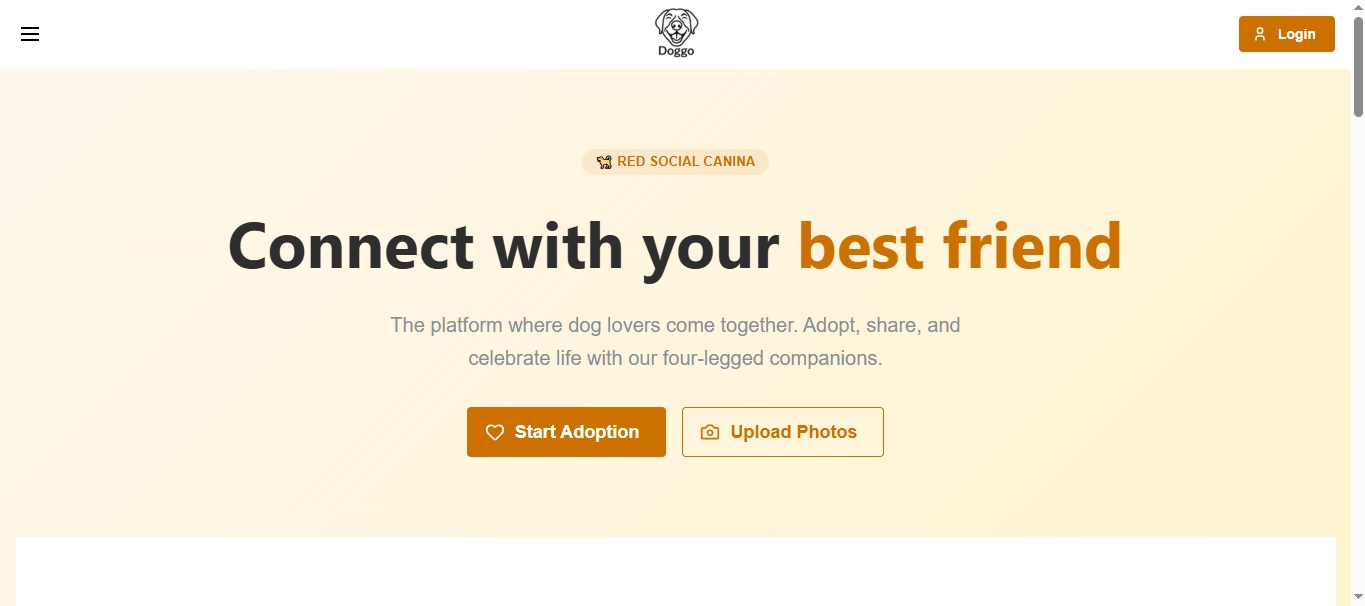 Doggo
Login
RED SOCIAL CANINA
Connect with your best friend
The platform where dog lovers come together. Adopt, share, and
celebrate life with our four-legged companions.
Start Adoption
Upload Photos